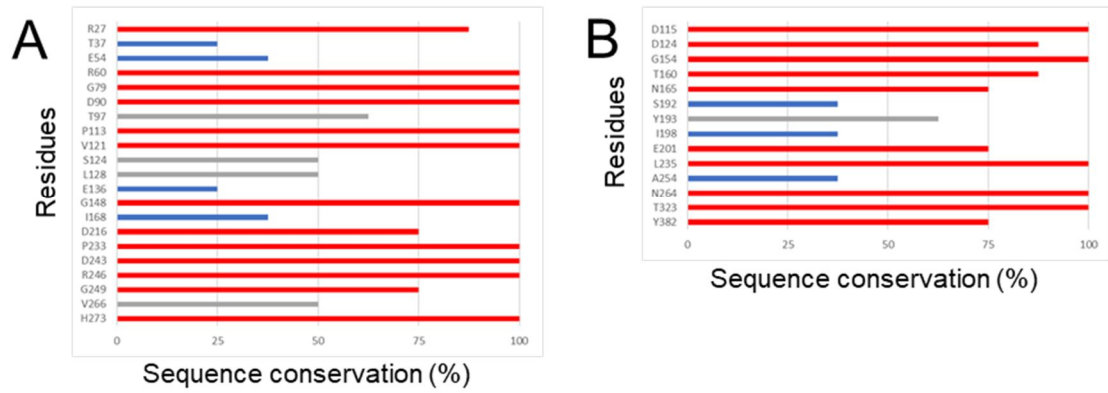 A
Residues
R27
T37
E54
R60
G79
D90
T97
P113
V121
S124
L128
E136
G148
I168
D216
P233
D243
R246
G249
V266
H273
0 25 50 75 100
Sequence conservation (%)
B
Residues
D115
D124
G154
T160
N165
S192
Y193
I198
E201
L235
A254
N264
T323
Y382
0 25 50 75 100
Sequence conservation (%)